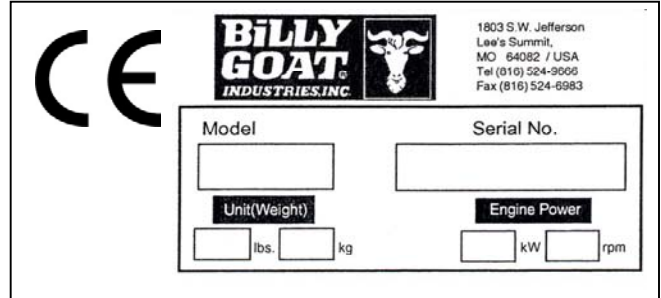 CE
BiLLY
GOAT®
INDUSTRIES,INC.
1803 S.W. Jefferson
Lee's Summit,
MO 64082 / USA
Tel (816) 524-9666
Fax (816) 524-6983
Model Serial No.
Unit(Weight) Engine Power
lbs. kg kW rpm